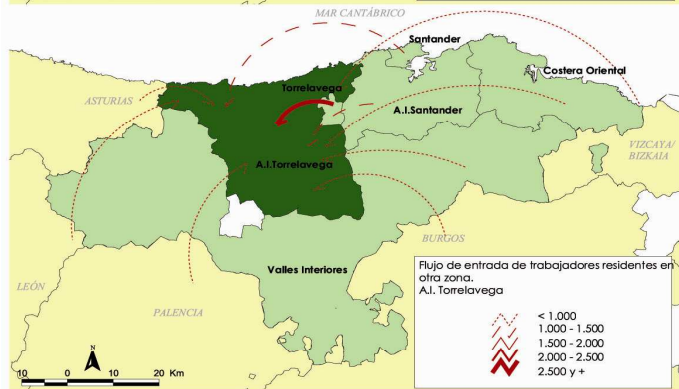 MAR CANTÁBRICO
Santander
Costera Oriental
Torrelavega
ASTURIAS
A.I.Santander
VIZCAYA/
BIZKAIA
A.I.Torrelavega
BURGOS
Valles Interiores
LEÓN
PALENCIA
Flujo de entrada de trabajadores residentes en
otra zona.
A.I. Torrelavega
< 1.000
1.000 - 1.500
1.500 - 2.000
2.000 - 2.500
2.500 y +
N
10 0 10 20 Km